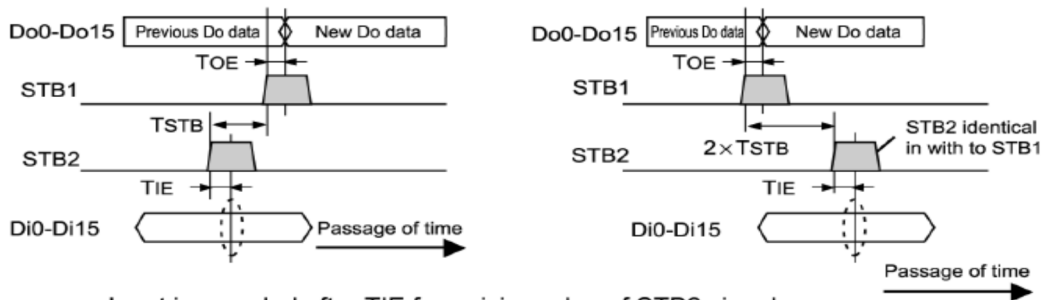 Do0-Do15
Previous Do data
New Do data
TOE
STB1
TSTB
STB2
TIE
Di0-Di15
Passage of time
Do0-Do15
Previous Do data
New Do data
TOE
STB1
2×TSTB
STB2 identical
in with to STB1
STB2
TIE
Di0-Di15
Passage of time